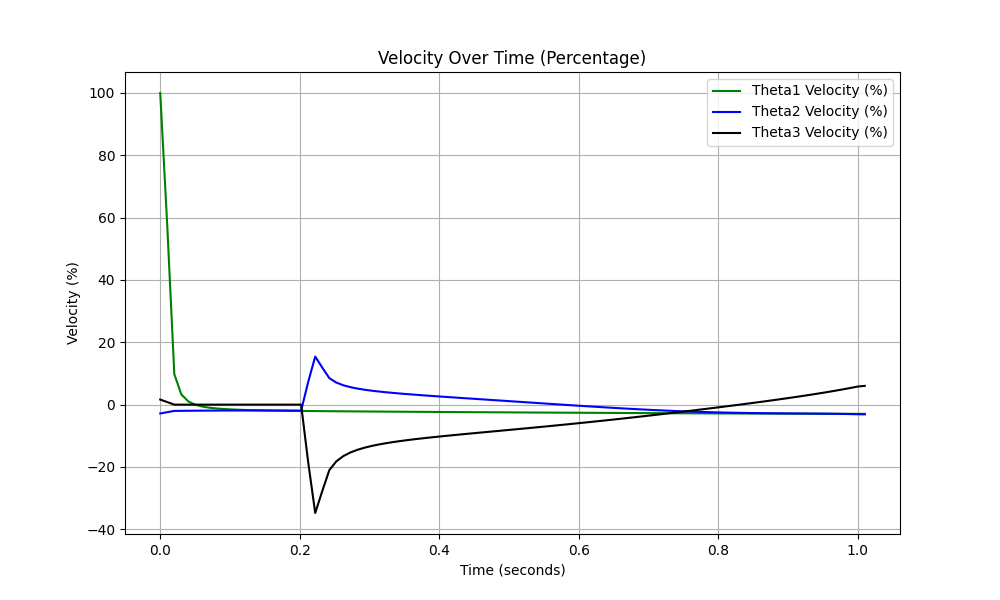 Velocity Over Time (Percentage)
Theta1 Velocity (%)
Theta2 Velocity (%)
Theta3 Velocity (%)
Velocity (%)
100
80
60
40
20
0
−20
−40
0.0 0.2 0.4 0.6 0.8 1.0
Time (seconds)